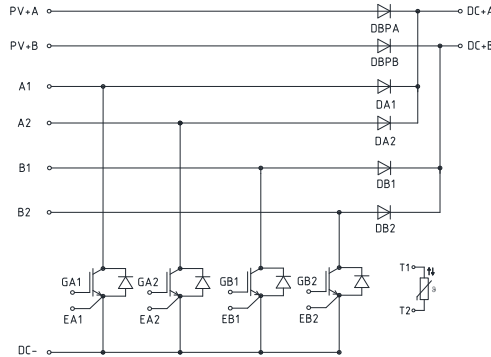 PV+A DC+A
DBPA
PV+B DC+B
DBPB
A1
DA1
A2
DA2
B1
DB1
B2
DB2
GA1 GA2 GB1 GB2 T1
EA1 EA2 EB1 EB2 T2
DC-